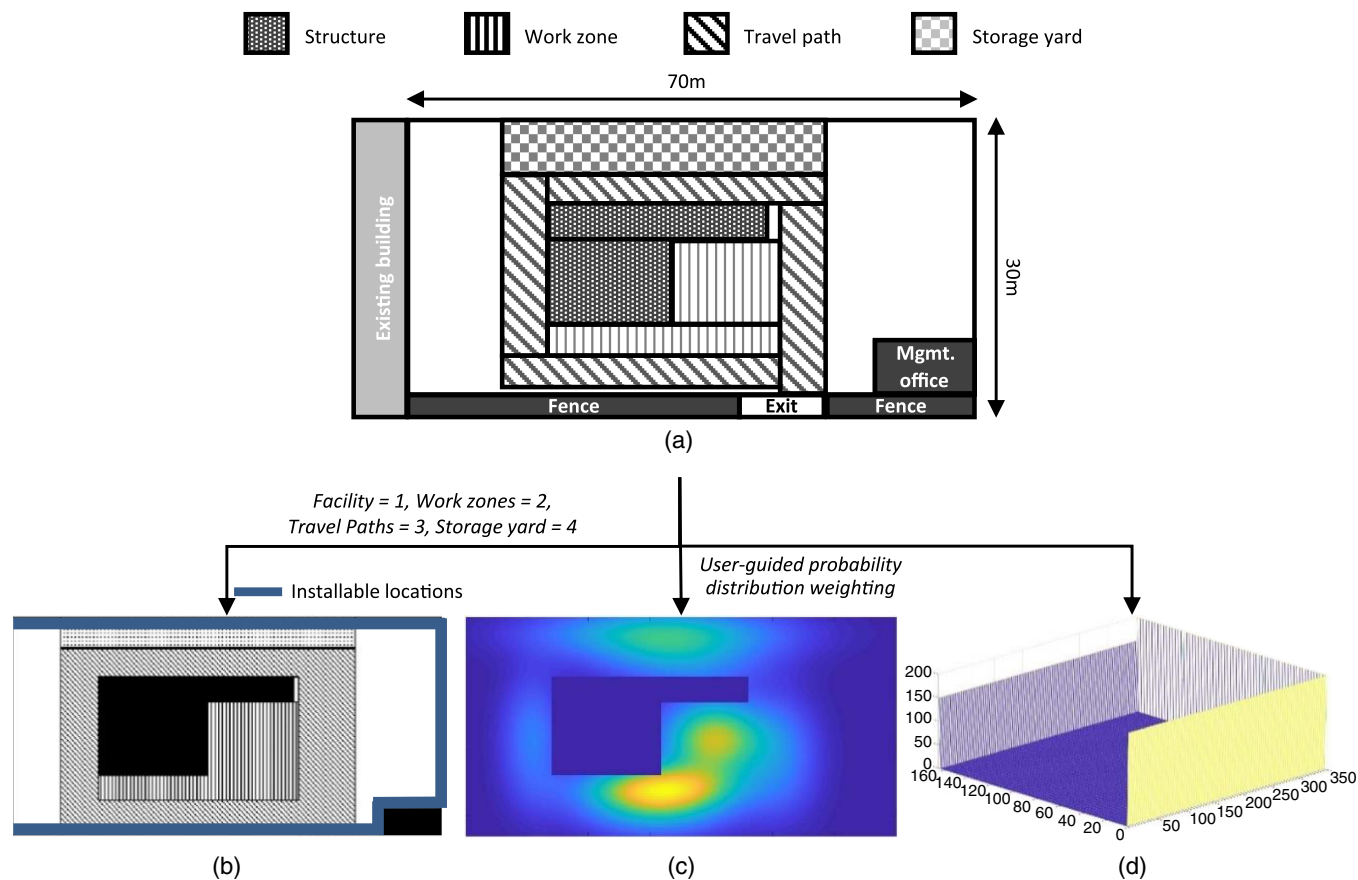 Structure
Work zone
Travel path
Storage yard
70m
Existing building
30m
Mgmt.
office
Fence
Exit
Fence
(a)
Facility = 1, Work zones = 2,
Travel Paths = 3, Storage yard = 4
User-guided probability
distribution weighting
Installable locations
200
150
100
50
0
160
140
120
100
80
60
40
20
0
50
100
150
200
250
300
350
(b)
(c)
(d)